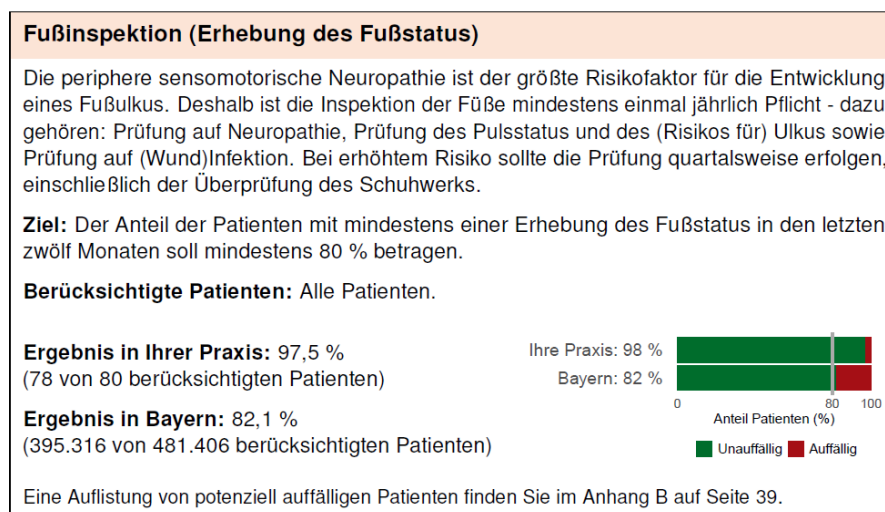 Fußinspektion (Erhebung des Fußstatus)
Die periphere sensomotorische Neuropathie ist der größte Risikofaktor für die Entwicklung
eines Fußulkus. Deshalb ist die Inspektion der Füße mindestens einmal jährlich Pflicht - dazu
gehören: Prüfung auf Neuropathie, Prüfung des Pulsstatus und des (Risikos für) Ulkus sowie
Prüfung auf (Wund)Infektion. Bei erhöhtem Risiko sollte die Prüfung quartalsweise erfolgen,
einschließlich der Überprüfung des Schuhwerks.
Ziel: Der Anteil der Patienten mit mindestens einer Erhebung des Fußstatus in den letzten
zwölf Monaten soll mindestens 80 % betragen.
Berücksichtigte Patienten: Alle Patienten.
Ergebnis in Ihrer Praxis: 97,5 %
(78 von 80 berücksichtigten Patienten)
Ergebnis in Bayern: 82,1 %
(395.316 von 481.406 berücksichtigten Patienten)
Ihre Praxis: 98 %
Bayern: 82 %
0 80 100
Anteil Patienten (%)
Unauffällig Auffällig
Eine Auflistung von potenziell auffälligen Patienten finden Sie im Anhang B auf Seite 39.